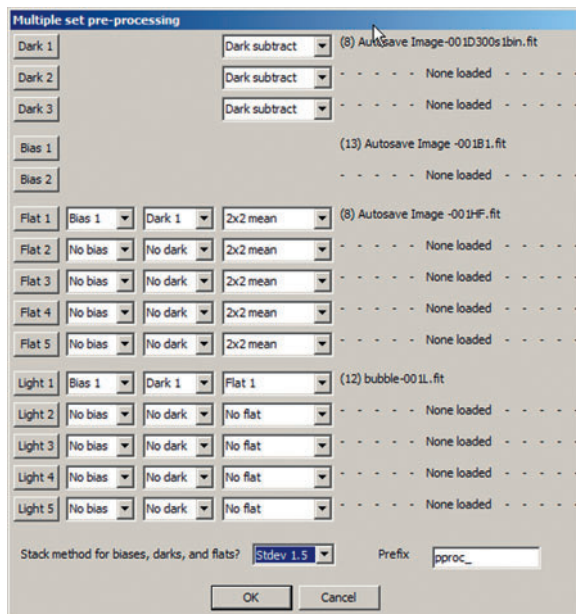 Multiple set pre-processing
Dark 1 Dark subtract (8) Autosave Image-001D300s1bin.fit
Dark 2 Dark subtract - - - - - None loaded - - - - -
Dark 3 Dark subtract - - - - - None loaded - - - - -
Bias 1 (13) Autosave Image -001B1.fit
Bias 2 - - - - - None loaded - - - - -
Flat 1 Bias 1 Dark 1 2x2 mean (8) Autosave Image -001HF.fit
Flat 2 No bias No dark 2x2 mean - - - - - None loaded - - - - -
Flat 3 No bias No dark 2x2 mean - - - - - None loaded - - - - -
Flat 4 No bias No dark 2x2 mean - - - - - None loaded - - - - -
Flat 5 No bias No dark 2x2 mean - - - - - None loaded - - - - -
Light 1 Bias 1 Dark 1 Flat 1 (12) bubble-001L.fit
Light 2 No bias No dark No flat - - - - - None loaded - - - - -
Light 3 No bias No dark No flat - - - - - None loaded - - - - -
Light 4 No bias No dark No flat - - - - - None loaded - - - - -
Light 5 No bias No dark No flat - - - - - None loaded - - - - -
Stack method for biases, darks, and flats? Stdev 1.5 Prefix pproc_
OK Cancel